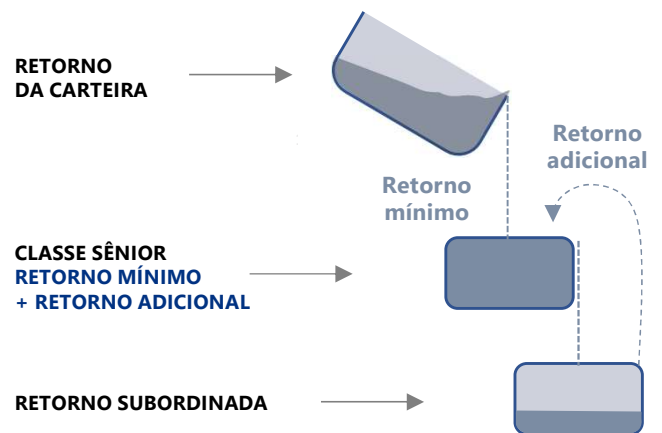 RETORNO
DA CARTEIRA
Retorno
adicional
Retorno
mínimo
CLASSE SÊNIOR
RETORNO MÍNIMO
+ RETORNO ADICIONAL
RETORNO SUBORDINADA